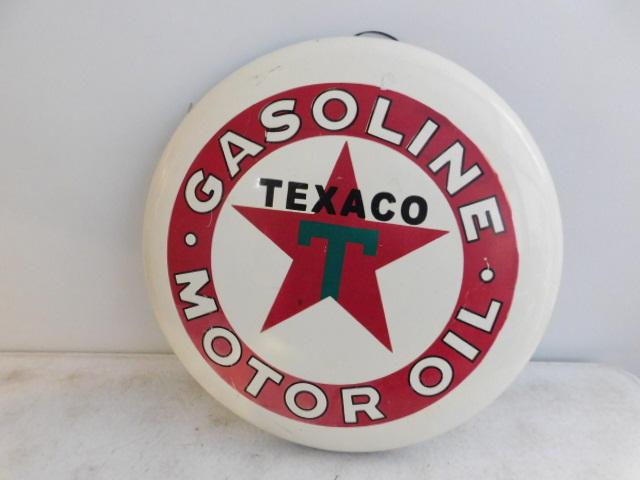 · GASOLINE ·
TEXACO
T
MOTOR OIL